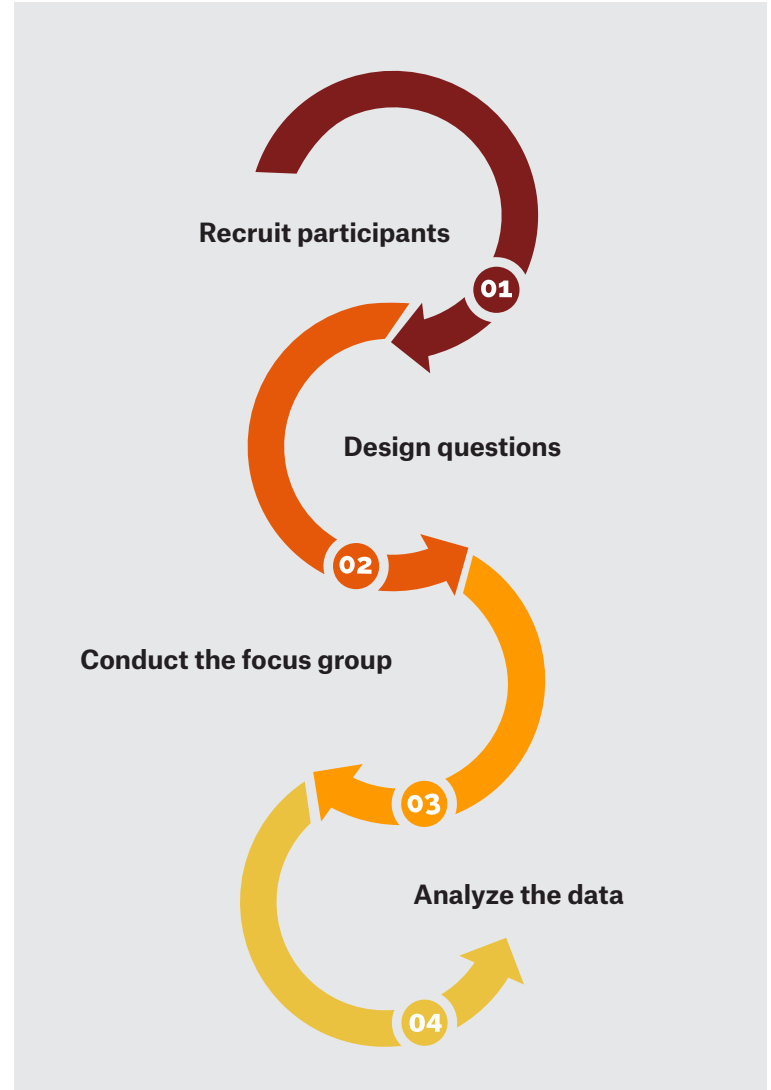 Recruit participants
01
Design questions
02
Conduct the focus group
03
Analyze the data
04